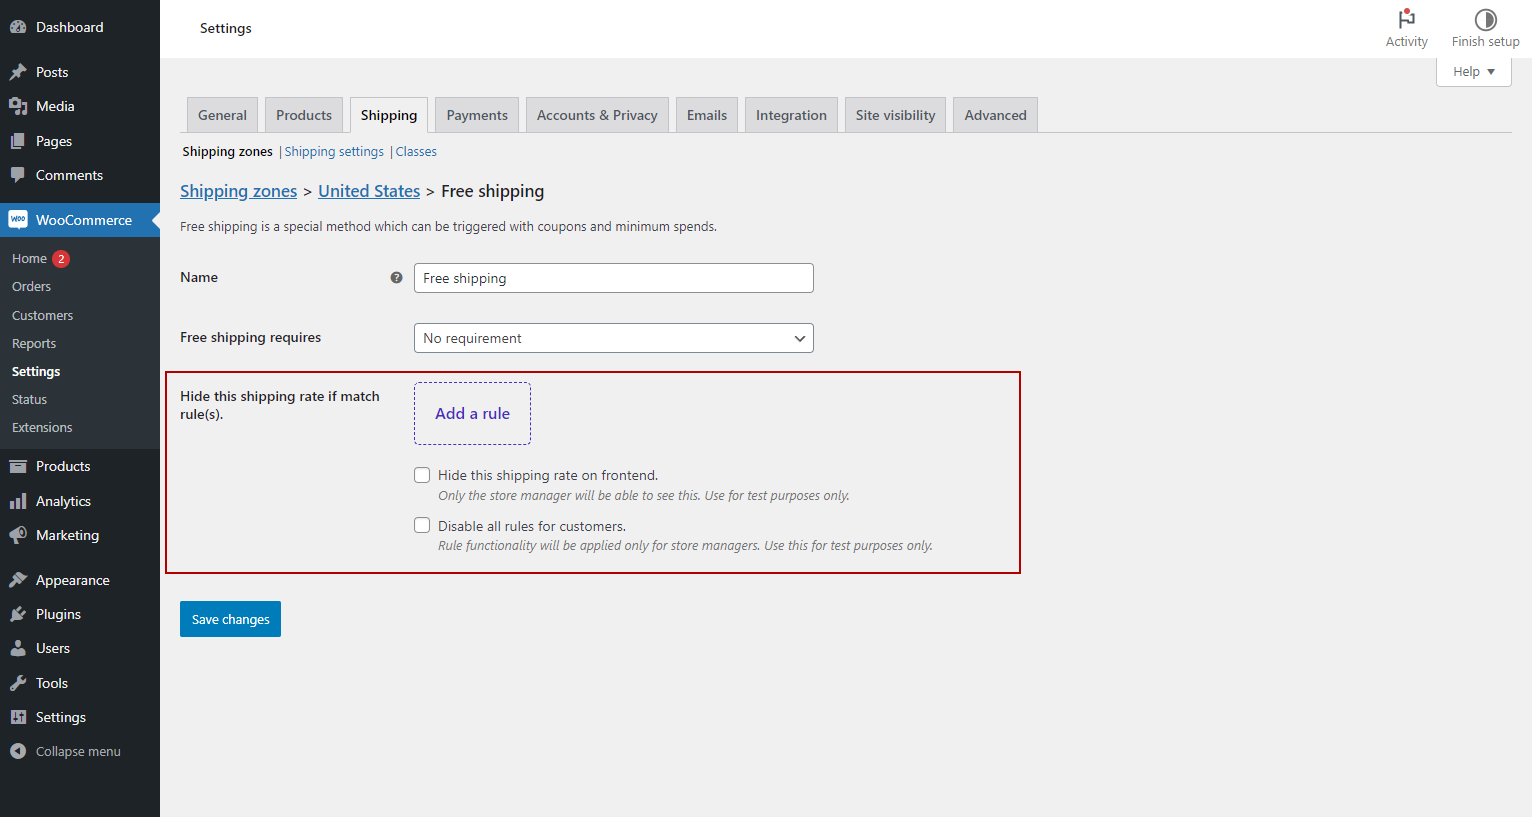 Dashboard
Posts
Media
Pages
Comments
woo WooCommerce
Home 2
Orders
Customers
Reports
Settings
Status
Extensions
Products
Analytics
Marketing
Appearance
Plugins
Users
Tools
Settings
Collapse menu
Settings
Activity
Finish setup
Help
General Products Shipping Payments Accounts & Privacy Emails Integration Site visibility Advanced
Shipping zones | Shipping settings | Classes
Shipping zones > United States > Free shipping
Free shipping is a special method which can be triggered with coupons and minimum spends.
Name ? Free shipping
Free shipping requires No requirement
Hide this shipping rate if match
rule(s).
Add a rule
Hide this shipping rate on frontend.
Only the store manager will be able to see this. Use for test purposes only.
Disable all rules for customers.
Rule functionality will be applied only for store managers. Use this for test purposes only.
Save changes